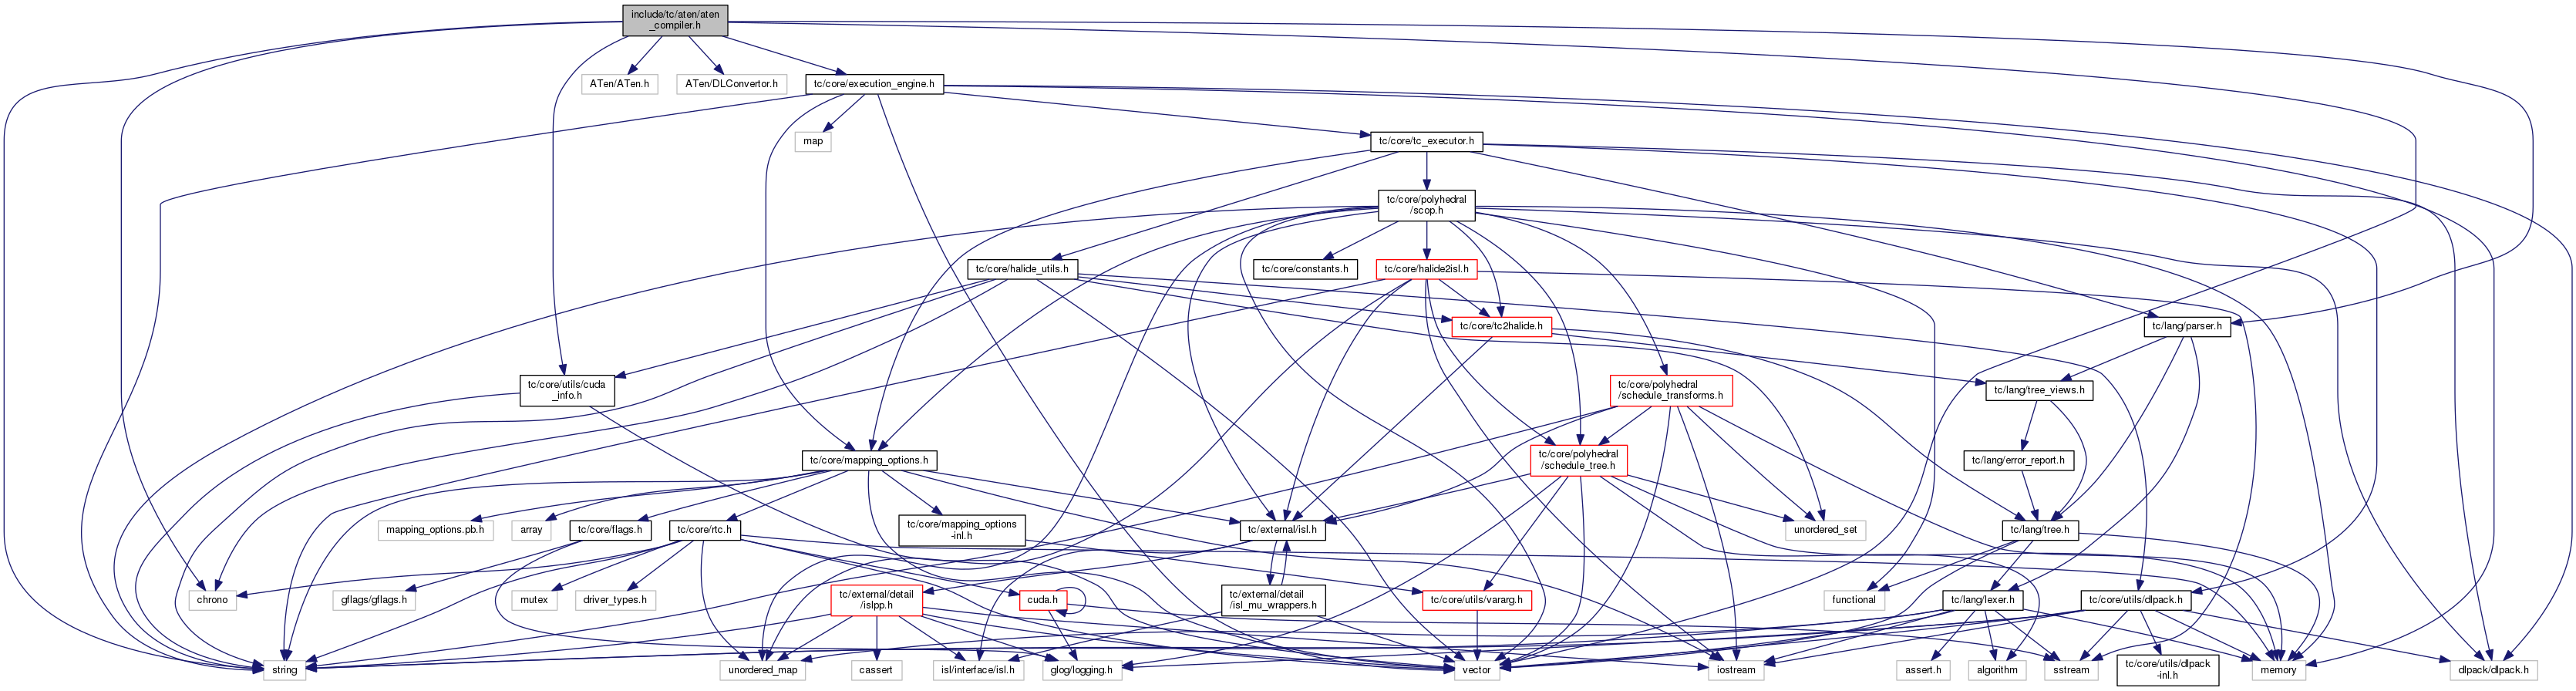 include/tc/aten/aten
_compiler.h
ATen/ATen.h
ATen/DLConvertor.h
tc/core/execution_engine.h
map
tc/core/tc_executor.h
tc/core/polyhedral
/scop.h
tc/core/halide_utils.h
tc/core/constants.h
tc/core/halide2isl.h
tc/core/tc2halide.h
tc/lang/parser.h
tc/core/utils/cuda
_info.h
tc/core/polyhedral
/schedule_transforms.h
tc/lang/tree_views.h
tc/core/mapping_options.h
tc/core/polyhedral
/schedule_tree.h
tc/lang/error_report.h
mapping_options.pb.h
array
tc/core/flags.h
tc/core/rtc.h
tc/core/mapping_options
-inl.h
tc/external/isl.h
unordered_set
tc/lang/tree.h
chrono
gflags/gflags.h
mutex
driver_types.h
tc/external/detail
/islpp.h
cuda.h
tc/external/detail
/isl_mu_wrappers.h
tc/core/utils/vararg.h
functional
tc/lang/lexer.h
tc/core/utils/dlpack.h
string
unordered_map
cassert
isl/interface/isl.h
glog/logging.h
vector
iostream
assert.h
algorithm
sstream
tc/core/utils/dlpack
-inl.h
memory
dlpack/dlpack.h